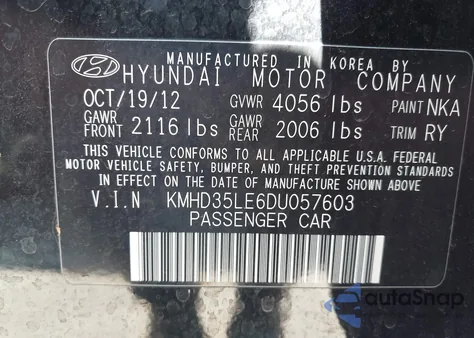 MANUFACTURED IN KOREA BY
HYUNDAI MOTOR COMPANY
OCT/19/12 GVWR 4056 lbs PAINT NKA
GAWR FRONT 2116 lbs GAWR REAR 2006 lbs TRIM RY
THIS VEHICLE CONFORMS TO ALL APPLICABLE U.S.A. FEDERAL
MOTOR VEHICLE SAFETY, BUMPER, AND THEFT PREVENTION STANDARDS
IN EFFECT ON THE DATE OF MANUFACTURE SHOWN ABOVE.
V.I.N KMHD35LE6DU057603
PASSENGER CAR
autoSnap